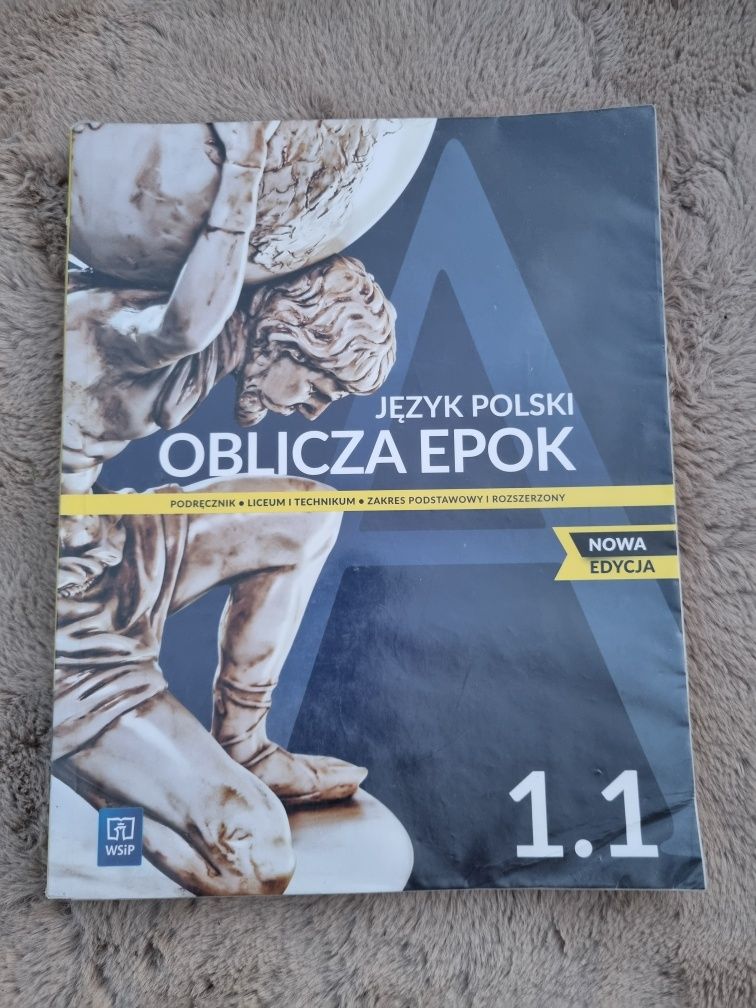 JĘZYK POLSKI
OBLICZA EPOK
PODRĘCZNIK • LICEUM I TECHNIKUM • ZAKRES PODSTAWOWY I ROZSZERZONY
NOWA
EDYCJA
1.1
WSiP